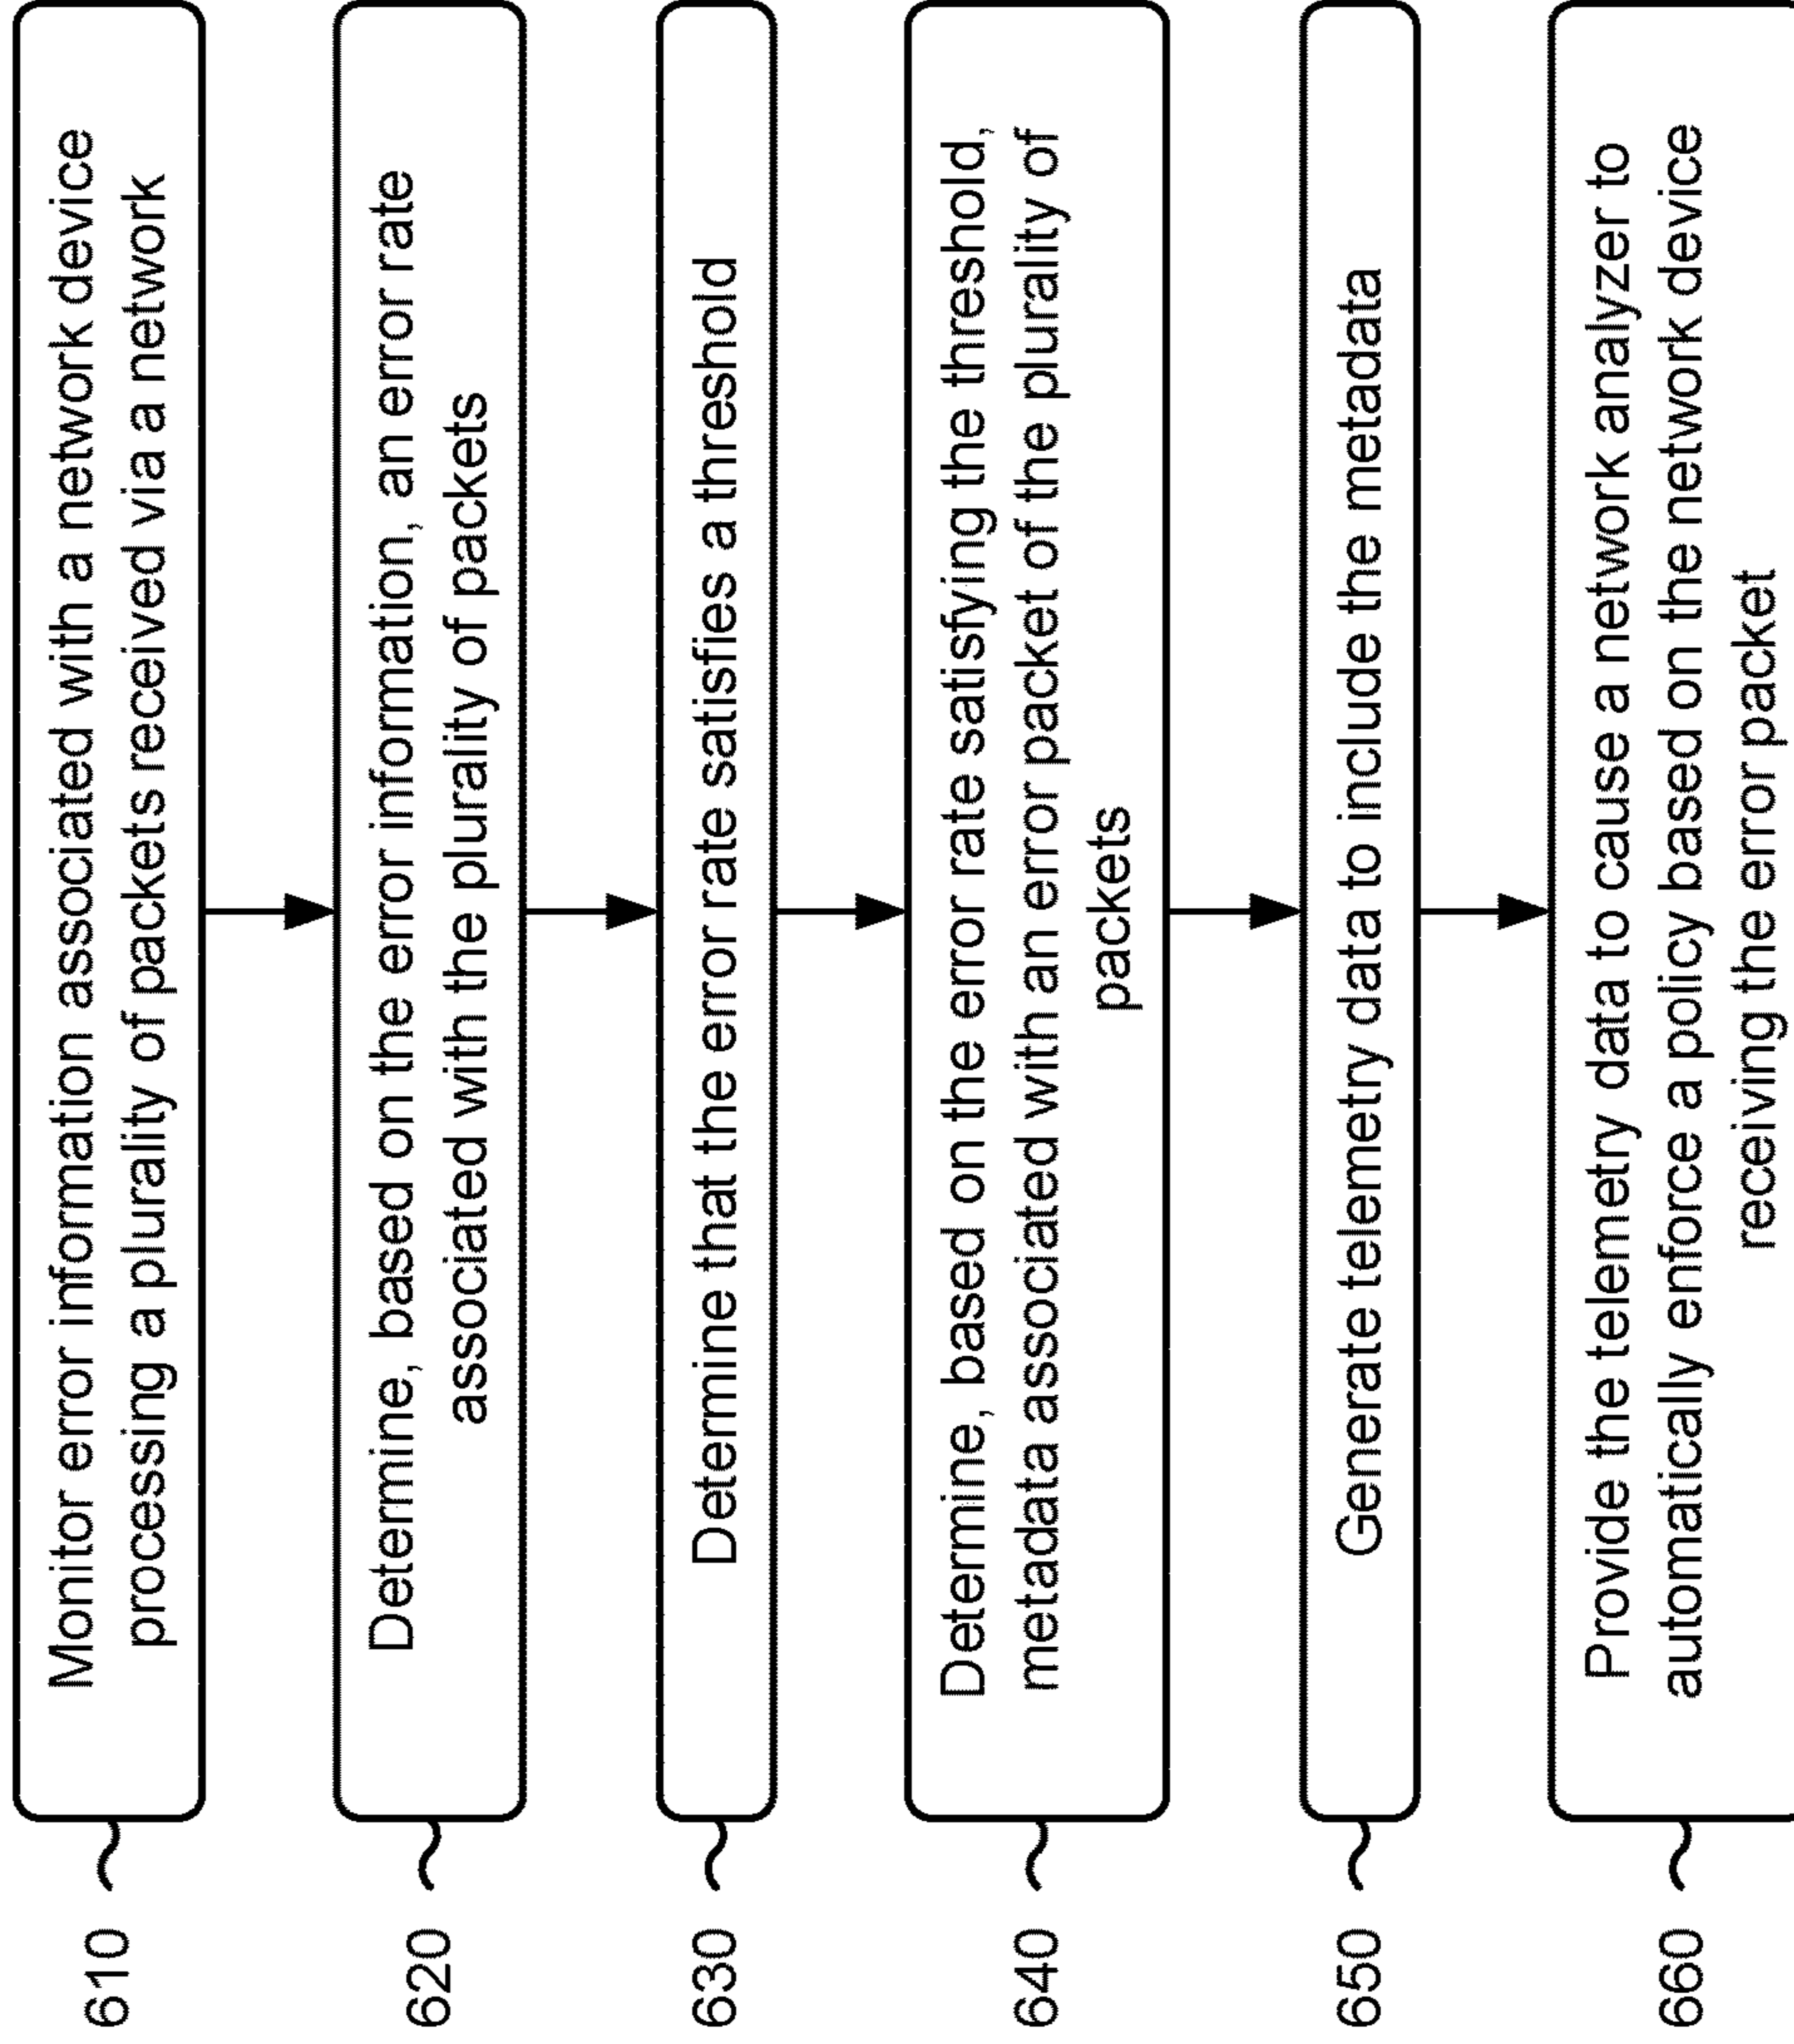 610
Monitor error information associated with a network device
processing a plurality of packets received via a network
620
Determine, based on the error information, an error rate
associated with the plurality of packets
630
Determine that the error rate satisfies a threshold
640
Determine, based on the error rate satisfying the threshold,
metadata associated with an error packet of the plurality of
packets
650
Generate telemetry data to include the metadata
660
Provide the telemetry data to cause a network analyzer to
automatically enforce a policy based on the network device
receiving the error packet